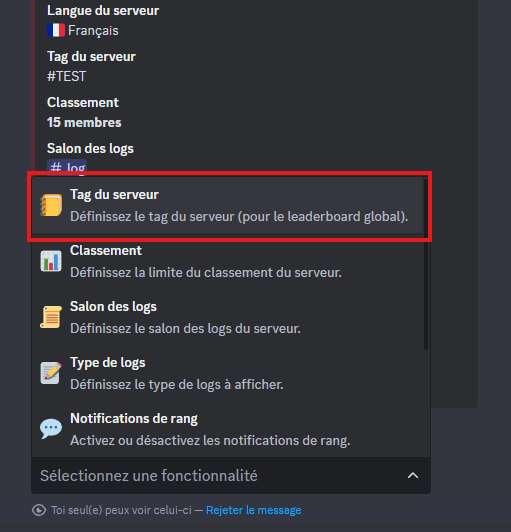 Langue du serveur
Français
Tag du serveur
#TEST
Classement
15 membres
Salon des logs
# log
Tag du serveur
Définissez le tag du serveur (pour le leaderboard global).
Classement
Définissez la limite du classement du serveur.
Salon des logs
Définissez le salon des logs du serveur.
Type de logs
Définissez le type de logs à afficher.
Notifications de rang
Activez ou désactivez les notifications de rang.
Sélectionnez une fonctionnalité
Toi seul(e) peux voir celui-ci — Rejeter le message